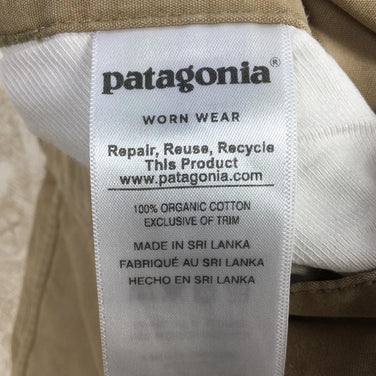 patagonia®
WORN WEAR
Repair, Reuse, Recycle
This Product
www.patagonia.com
100% ORGANIC COTTON
EXCLUSIVE OF TRIM
MADE IN SRI LANKA
FABRIQUÉ AU SRI LANKA
HECHO EN SRI LANKA